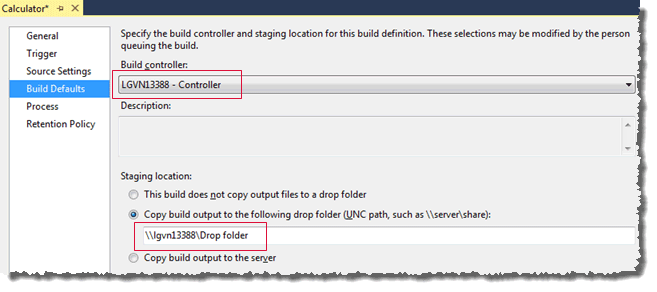 Calculator*
General
Trigger
Source Settings
Build Defaults
Process
Retention Policy
Specify the build controller and staging location for this build definition. These selections may be modified by the person
queuing the build.
Build controller:
LGVN13388 - Controller
Description:
Staging location:
This build does not copy output files to a drop folder
Copy build output to the following drop folder (UNC path, such as \\server\share):
\\lgvn13388\Drop folder
Copy build output to the server